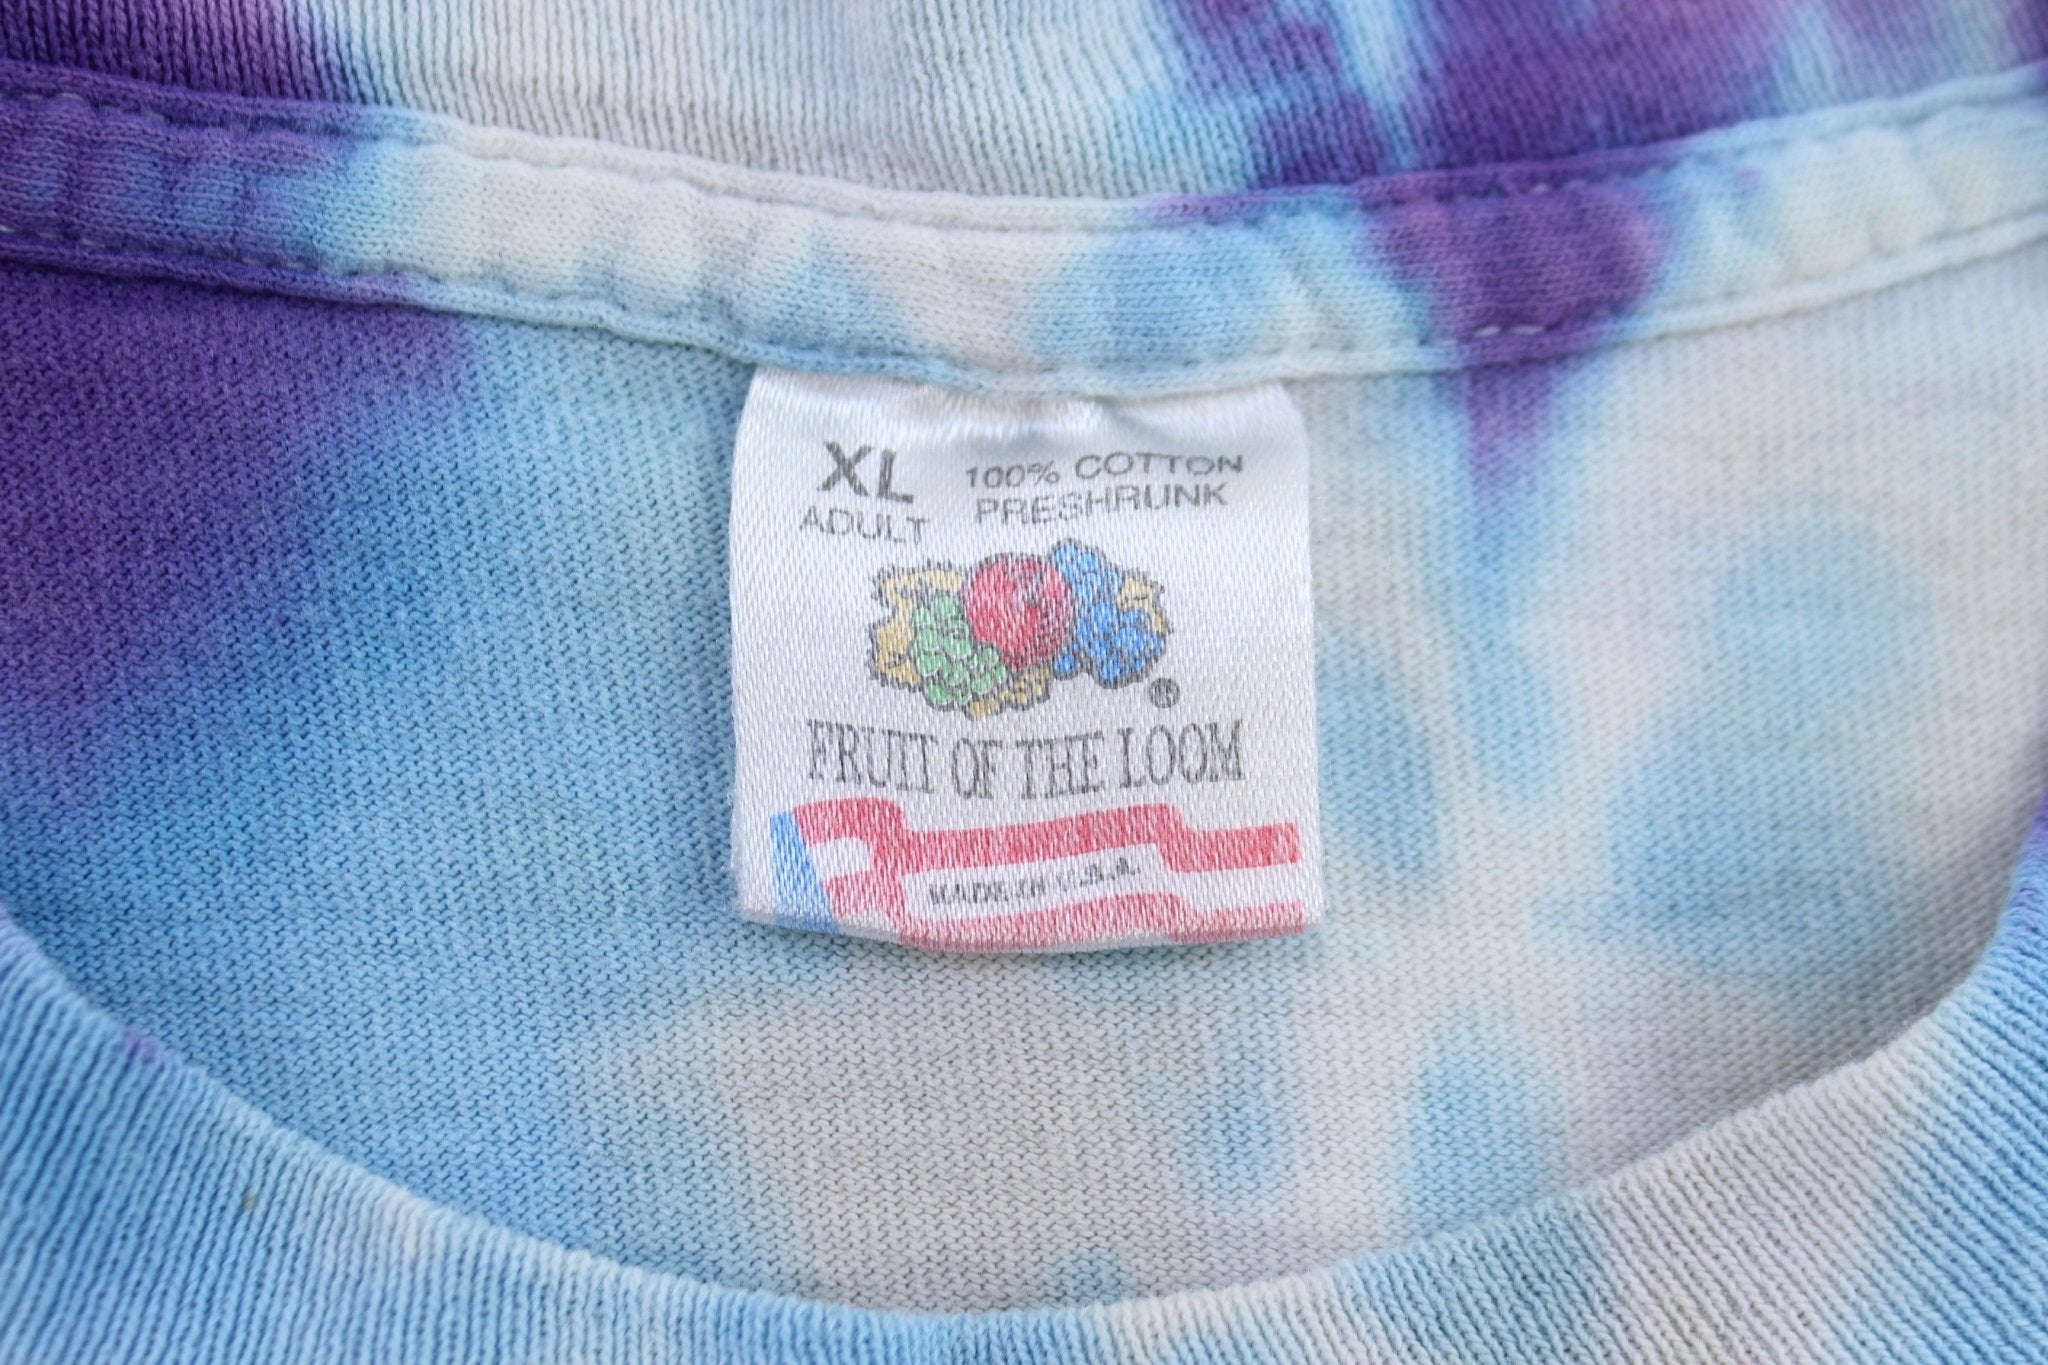 XL
ADULT
100% COTTON
PRESHRUNK
®
FRUIT OF THE LOOM
MADE IN U.S.A.